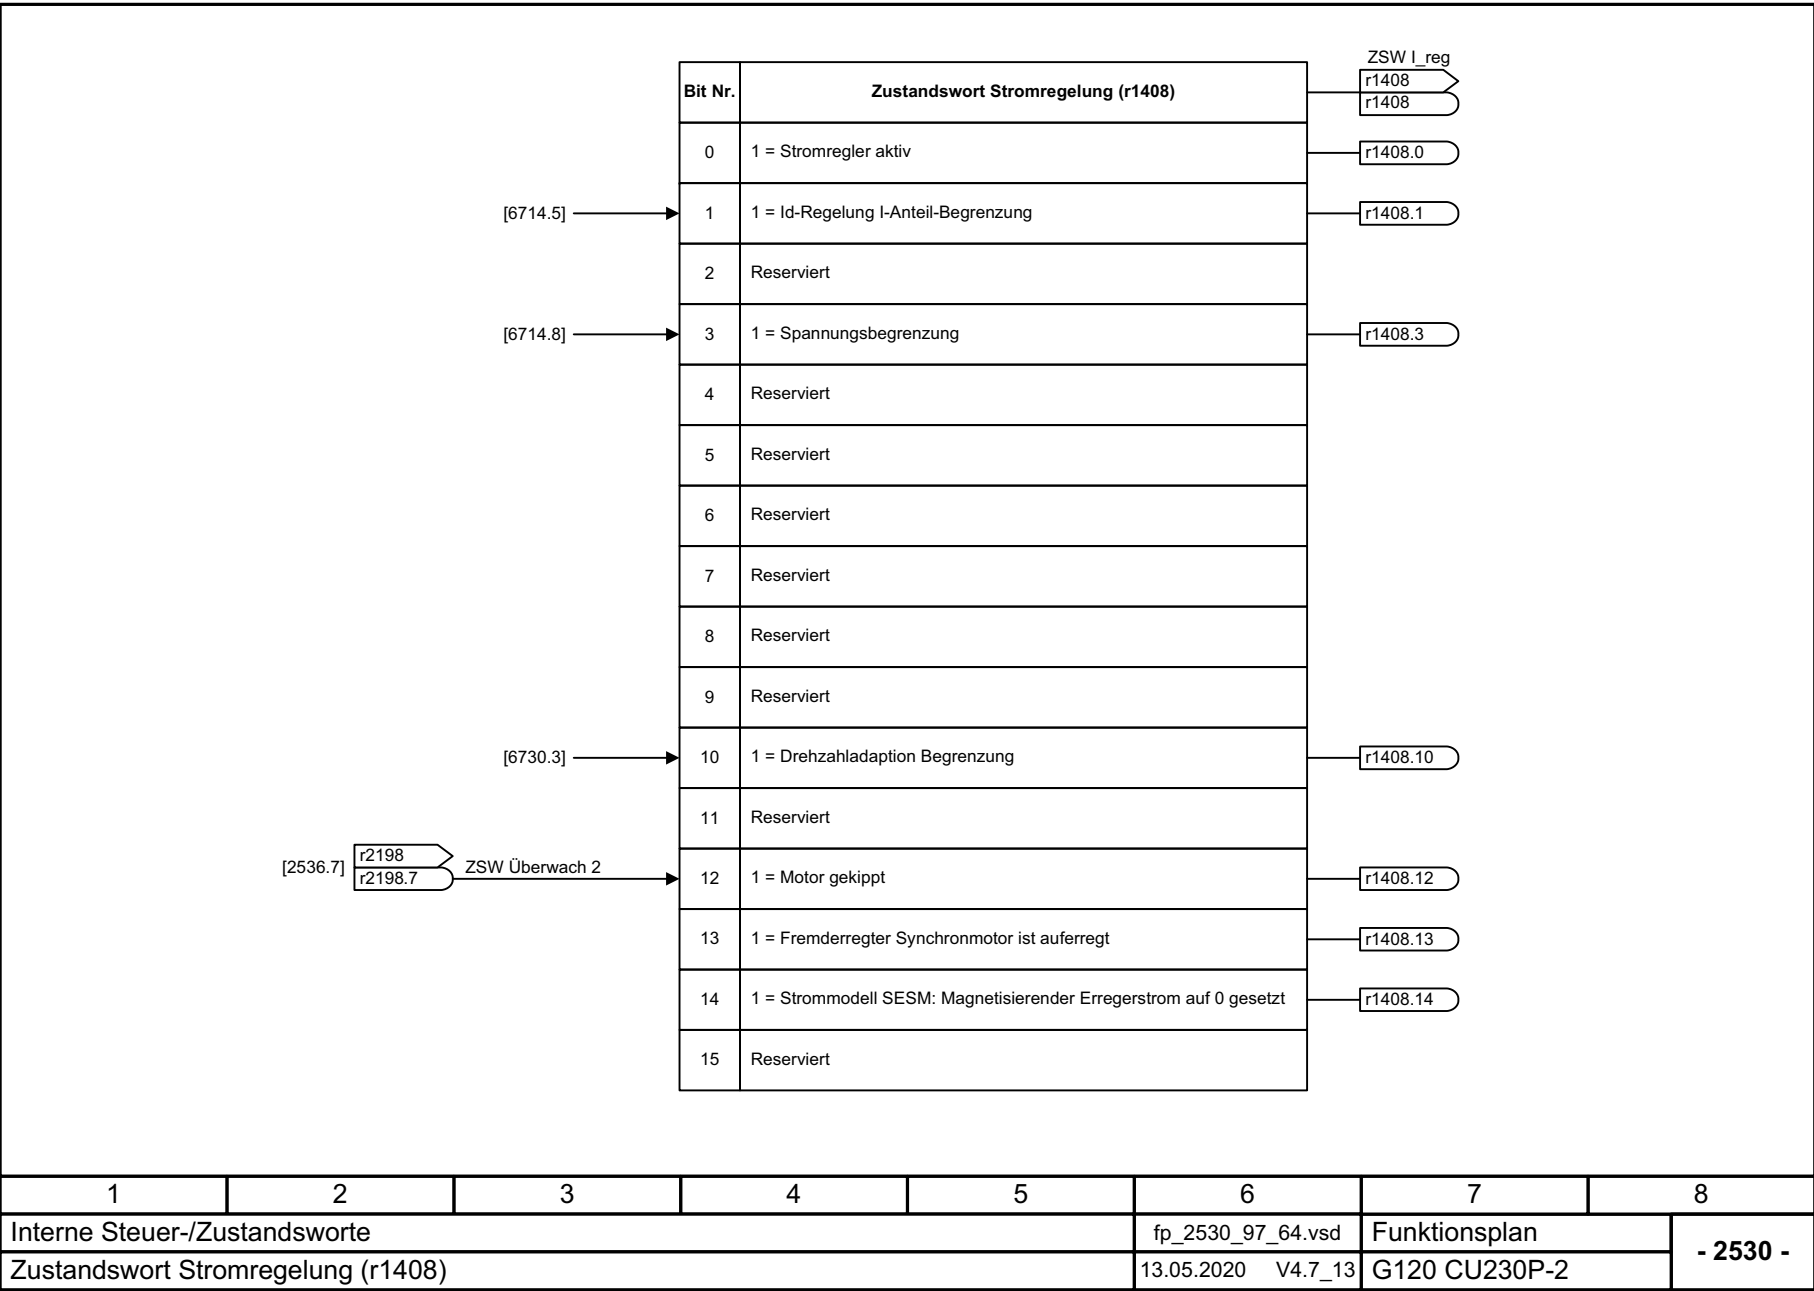 ZSW I_reg
Bit Nr. Zustandswort Stromregelung (r1408) r1408
r1408
0 1 = Stromregler aktiv r1408.0
[6714.5] 1 1 = Id-Regelung I-Anteil-Begrenzung r1408.1
2 Reserviert
[6714.8] 3 1 = Spannungsbegrenzung r1408.3
4 Reserviert
5 Reserviert
6 Reserviert
7 Reserviert
8 Reserviert
9 Reserviert
[6730.3] 10 1 = Drehzahladaption Begrenzung r1408.10
11 Reserviert
[2536.7] r2198
r2198.7 ZSW Überwach 2 12 1 = Motor gekippt r1408.12
13 1 = Fremderregter Synchronmotor ist auferregt r1408.13
14 1 = Strommodell SESM: Magnetisierender Erregerstrom auf 0 gesetzt r1408.14
15 Reserviert
1 2 3 4 5 6 7 8
Interne Steuer-/Zustandsworte fp_2530_97_64.vsd Funktionsplan - 2530 -
Zustandswort Stromregelung (r1408) 13.05.2020 V4.7_13 G120 CU230P-2